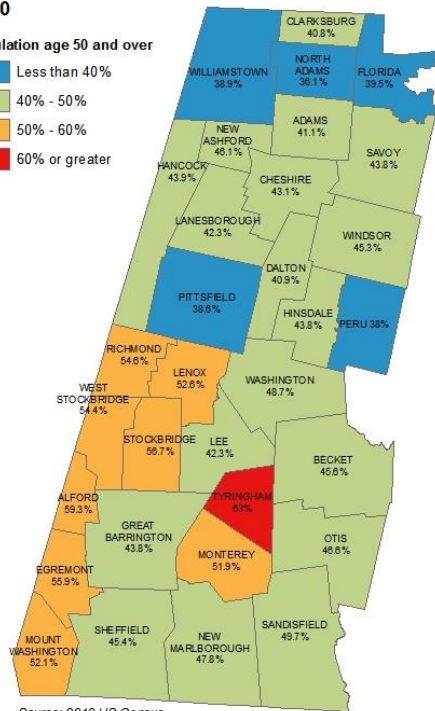 0
ulation age 50 and over
Less than 40%
40% - 50%
50% - 60%
60% or greater
CLARKSBURG
40.8%
WILLIAMSTOWN
38.9%
NORTH
ADAMS
36.1%
FLORIDA
39.5%
ADAMS
41.1%
NEW
ASHFORD
46.1%
SAVOY
43.8%
HANCOCK
43.9%
CHESHIRE
43.1%
LANESBOROUGH
42.3%
WINDSOR
45.3%
DALTON
40.9%
PITTSFIELD
38.6%
HINSDALE
43.8%
PERU 38%
RICHMOND
54.6%
LENOX
52.6%
WASHINGTON
48.7%
WEST
STOCKBRIDGE
54.4%
STOCKBRIDGE
56.7%
LEE
42.3%
BECKET
45.6%
TYRINGHAM
63%
ALFORD
59.3%
GREAT
BARRINGTON
43.8%
OTIS
46.6%
MONTEREY
51.9%
EGREMONT
55.9%
SANDISFIELD
49.7%
SHEFFIELD
45.4%
NEW
MARLBOROUGH
47.8%
MOUNT
WASHINGTON
52.1%